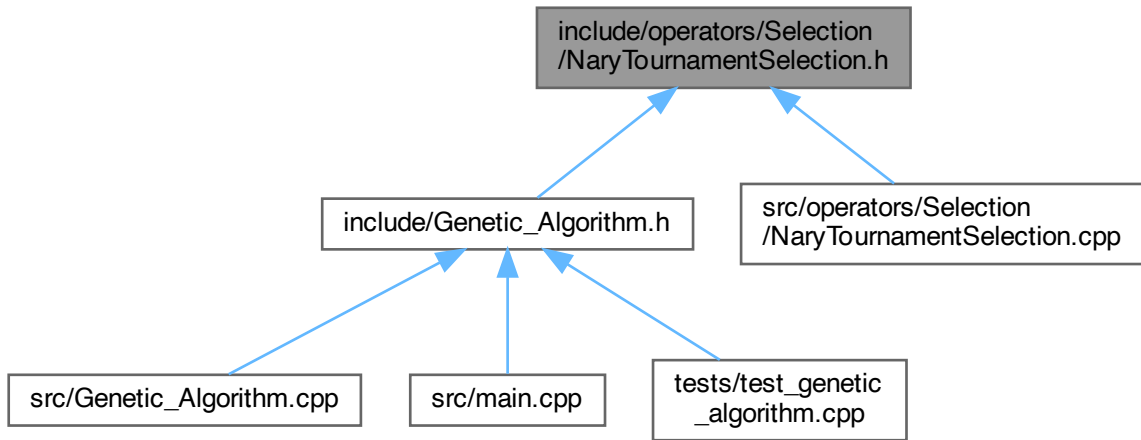 include/operators/Selection
/NaryTournamentSelection.h
include/Genetic_Algorithm.h
src/operators/Selection
/NaryTournamentSelection.cpp
src/Genetic_Algorithm.cpp
src/main.cpp
tests/test_genetic
_algorithm.cpp